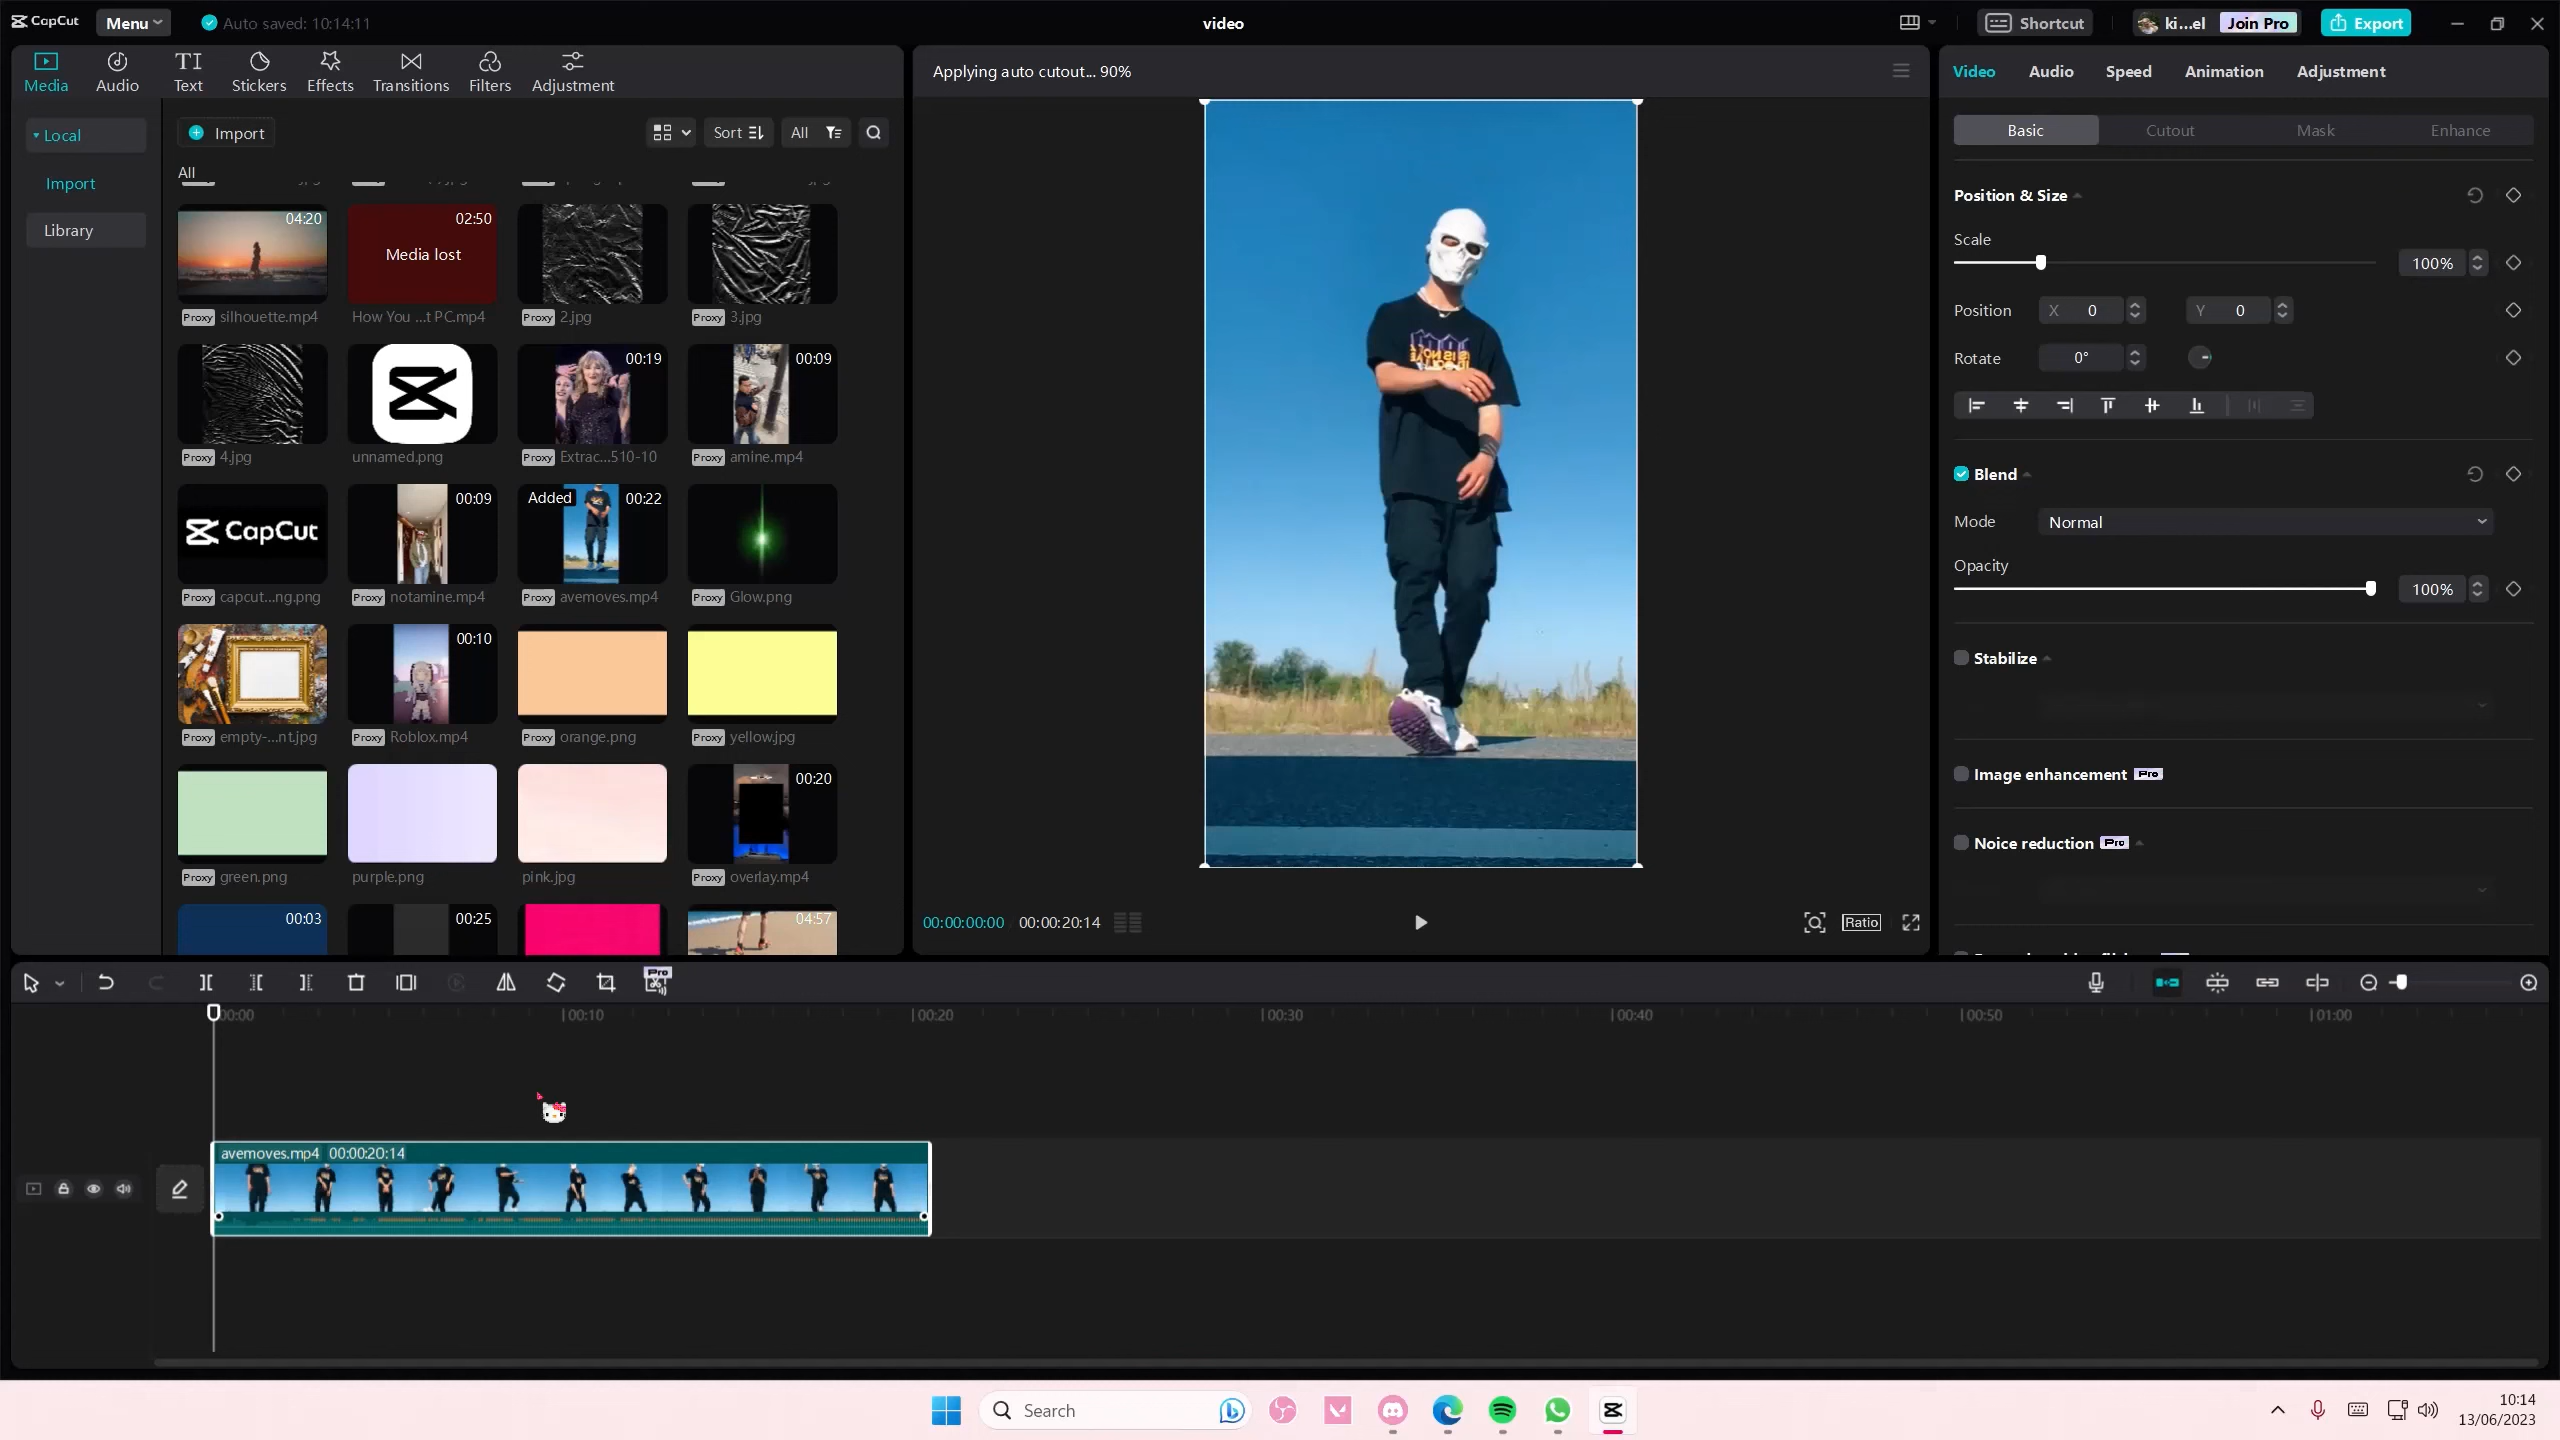 CapCut
Menu
Auto saved: 10:14:11
video
Shortcut
ki...el
Join Pro
Export
Media
Audio
Text
Stickers
Effects
Transitions
Filters
Adjustment
Applying auto cutout... 90%
Video
Audio
Speed
Animation
Adjustment
Local
Import
Library
Import
Sort
All
All
Basic
Cutout
Mask
Enhance
04:20
02:50
Media lost
Proxy silhouette.mp4
How You ...t PC.mp4
Proxy 2.jpg
Proxy 3.jpg
00:19
00:09
Proxy 4.jpg
unnamed.png
Proxy Extrac...510-10
Proxy amine.mp4
CapCut
00:09
Added
00:22
Proxy capcut...ng.png
Proxy notamine.mp4
Proxy avemoves.mp4
Proxy Glow.png
00:10
Proxy empty-...nt.jpg
Proxy Roblox.mp4
Proxy orange.png
Proxy yellow.jpg
00:20
Proxy green.png
purple.png
pink.jpg
Proxy overlay.mp4
00:03
00:25
04:57
Position & Size
Scale
100%
Position
X 0
Y 0
Rotate
0°
Blend
Mode
Normal
Opacity
100%
Stabilize
Image enhancement Pro
Noice reduction Pro
00:00:00:00
00:00:20:14
Ratio
Pro
00:00
00:10
00:20
00:30
00:40
00:50
01:00
avemoves.mp4 00:00:20:14
Search
10:14
13/06/2023